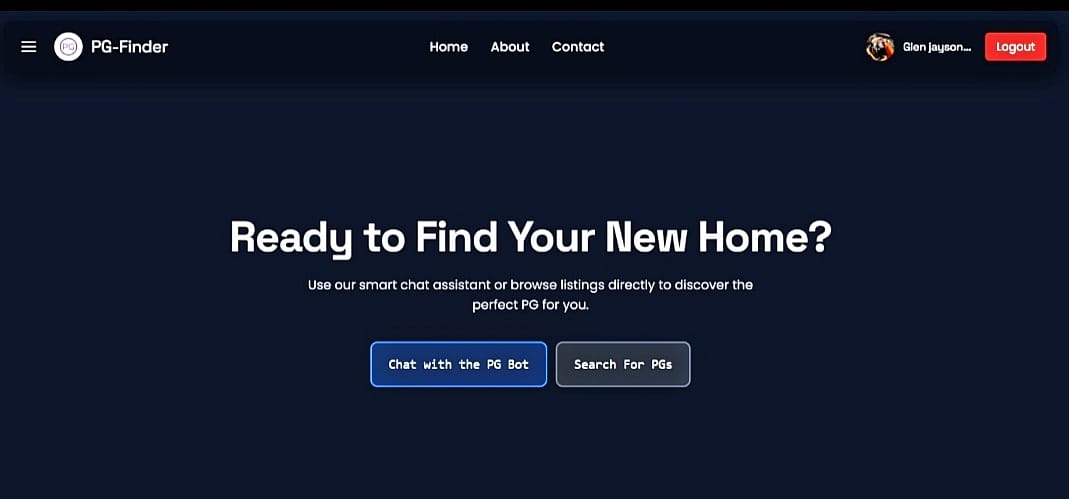 PG PG-Finder Home About Contact Glen jayson... Logout
Ready to Find Your New Home?
Use our smart chat assistant or browse listings directly to discover the
perfect PG for you.
Chat with the PG Bot Search For PGs